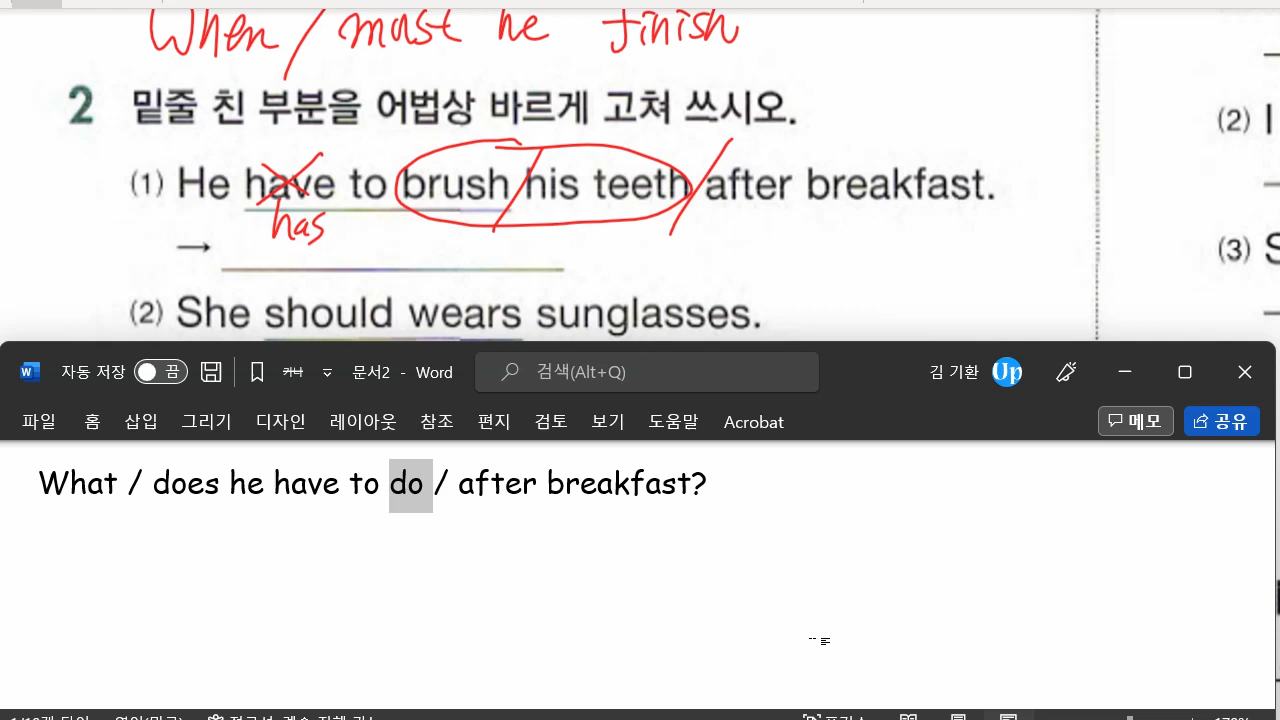 When / must he finish
2 밑줄 친 부분을 어법상 바르게 고쳐 쓰시오.
(1) He have to brush / his teeth / after breakfast.
has
→
(2) She should wears sunglasses.
(2) I
(3) S
자동 저장 끔 가나 문서2 - Word 검색(Alt+Q) 김 기환 Up
파일 홈 삽입 그리기 디자인 레이아웃 참조 편지 검토 보기 도움말 Acrobat 메모 공유
What / does he have to do / after breakfast?